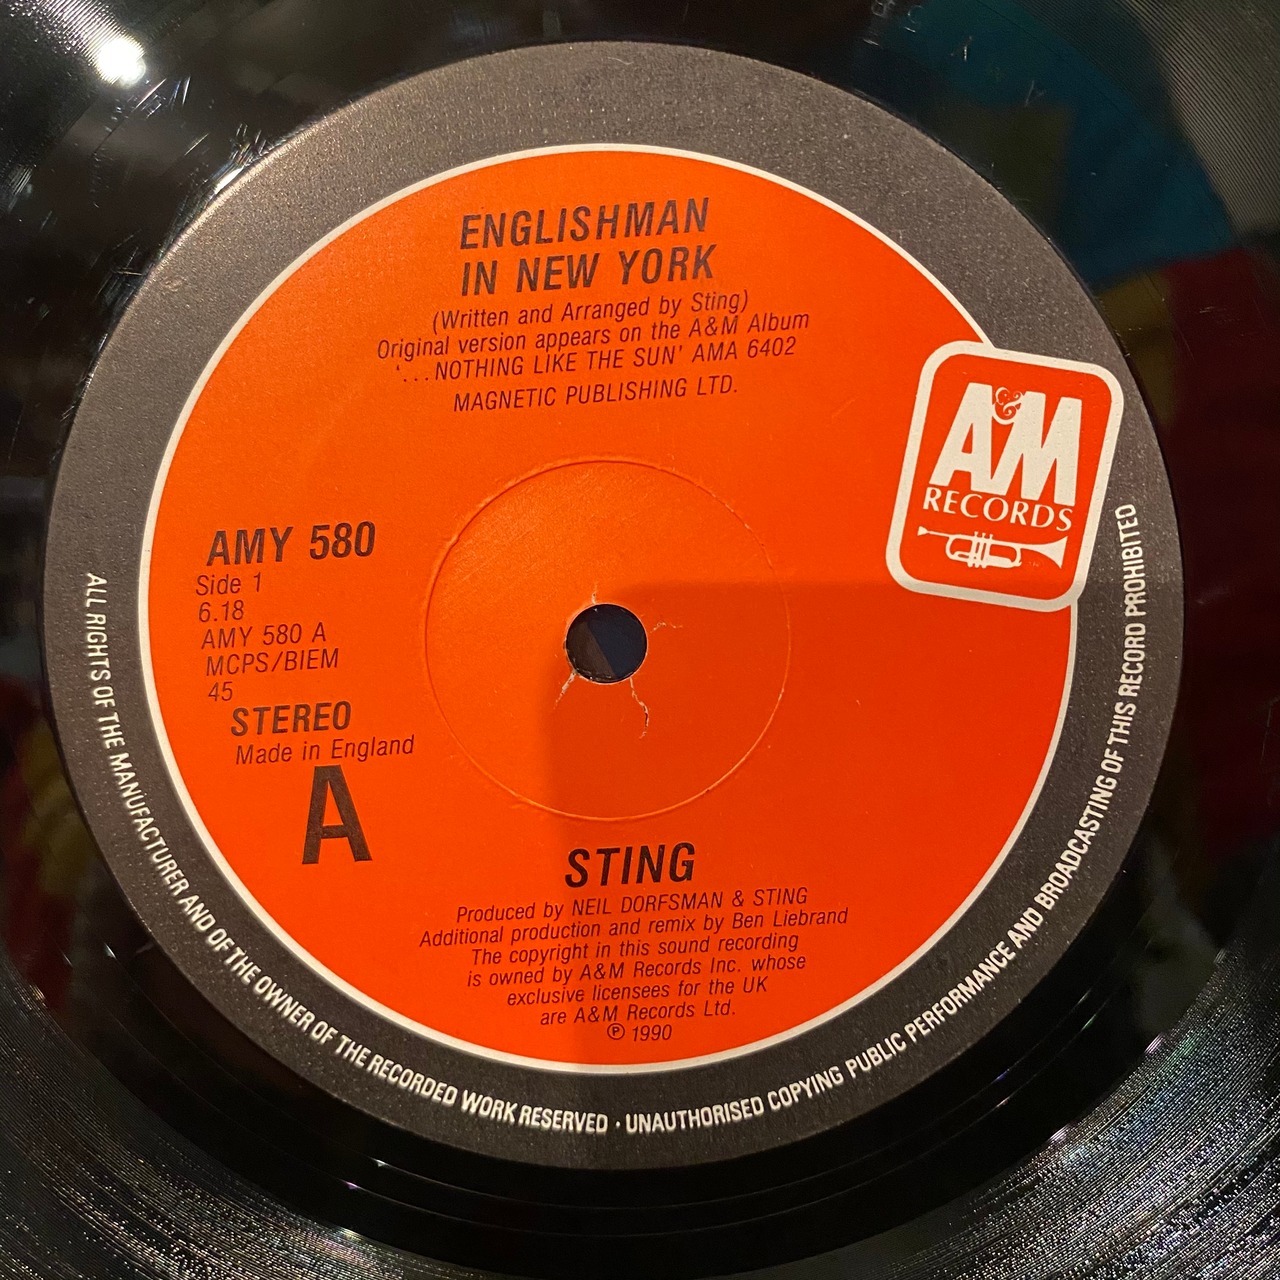 ENGLISHMAN
IN NEW YORK
(Written and Arranged by Sting)
Original version appears on the A&M Album
'...NOTHING LIKE THE SUN' AMA 6402
MAGNETIC PUBLISHING LTD.
A&M
RECORDS
AMY 580
Side 1
6.18
AMY 580 A
MCPS/BIEM
45
STEREO
Made in England
A
STING
Produced by NEIL DORFSMAN & STING
Additional production and remix by Ben Liebrand
The copyright in this sound recording
is owned by A&M Records Inc. whose
exclusive licensees for the UK
are A&M Records Ltd.
℗ 1990
ALL RIGHTS OF THE MANUFACTURER AND OF THE OWNER OF THE RECORDED WORK RESERVED · UNAUTHORISED COPYING PUBLIC PERFORMANCE AND BROADCASTING OF THIS RECORD PROHIBITED